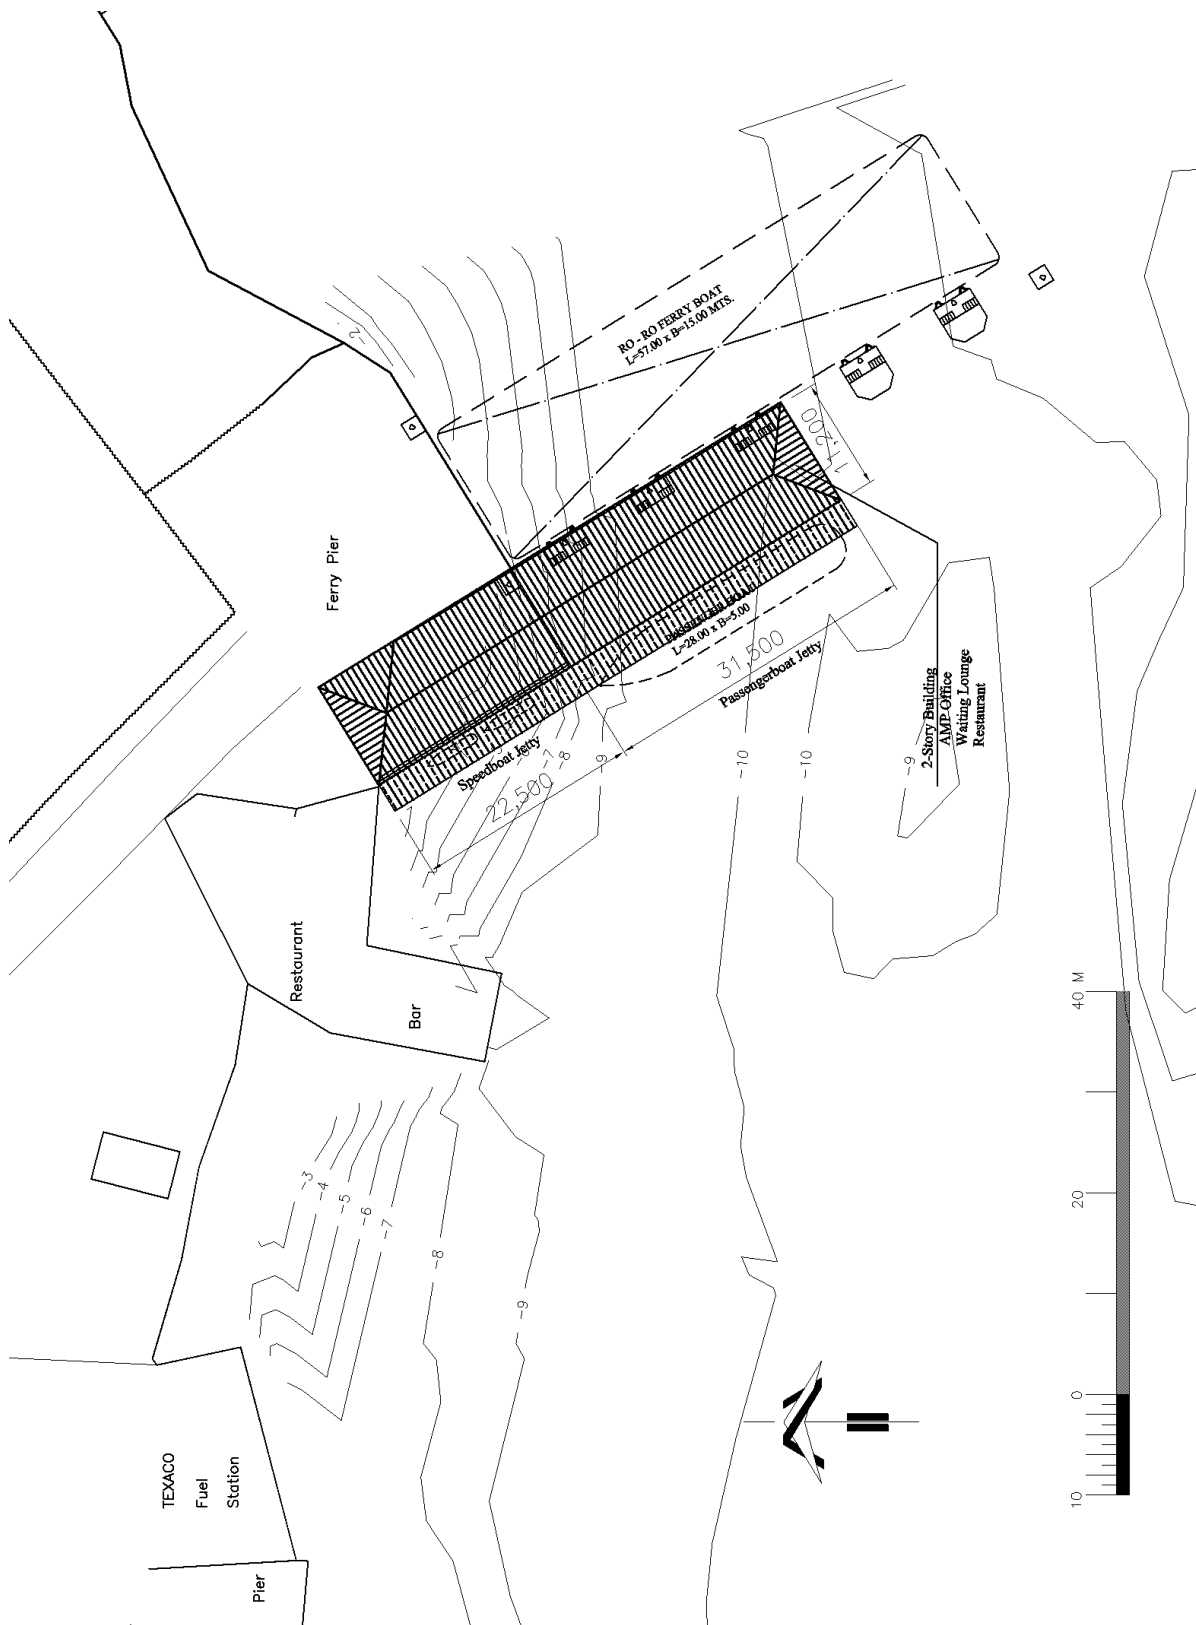 -2
RO - RO FERRY BOAT
L=57.00 x B=15.00 MTS.
Ferry Pier
11,200
L=28.00 x B=5.00
31,500
Passengerboat Jetty
Speedboat Jetty
22,500
-7
-8
-9
-10
-10
-9
2-Story Building
AMP Office
Waiting Lounge
Restaurant
Restaurant
Bar
-3
-4
-5
-6
-7
-8
-9
TEXACO
Fuel
Station
Pier
10
0
20
40 M